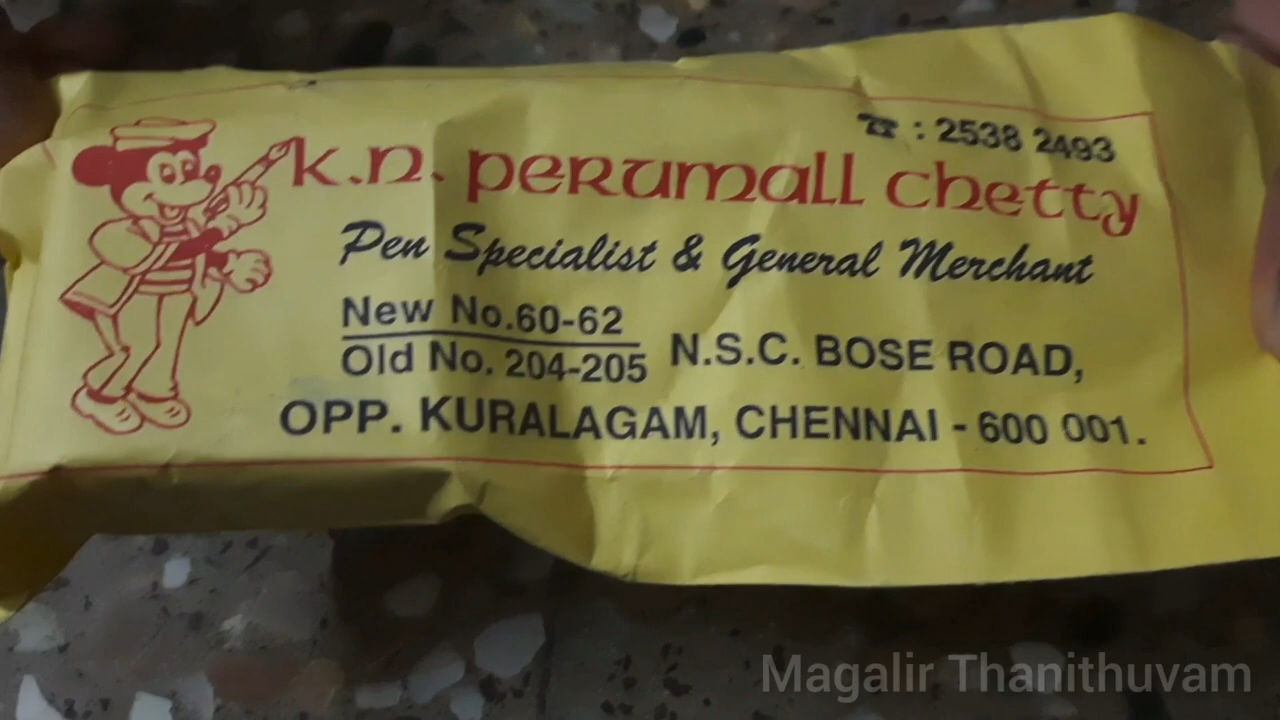 ☎ : 2538 2493
k.n. perumall chetty
Pen Specialist & General Merchant
New No.60-62
Old No. 204-205 N.S.C. BOSE ROAD,
OPP. KURALAGAM, CHENNAI - 600 001.
Magalir Thanithuvam